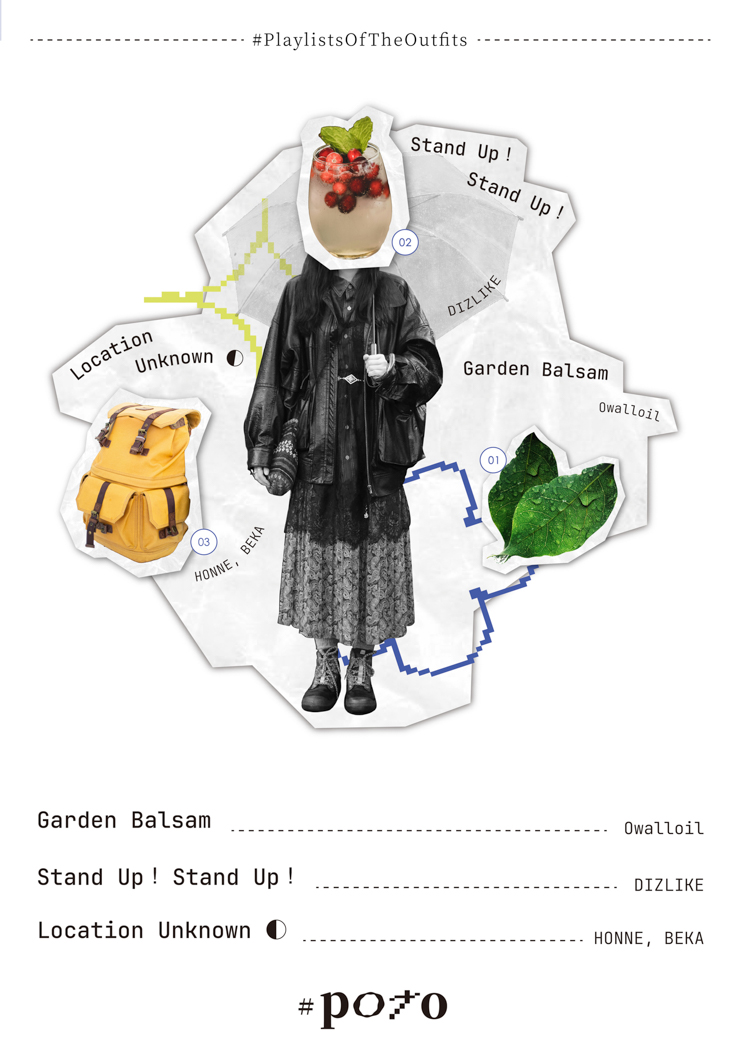 #PlaylistsOfTheOutfits
Stand Up!
Stand Up!
02
DIZLIKE
Location
Unknown ◐
Garden Balsam
Owalloil
01
03
HONNE, BEKA
Garden Balsam Owalloil
Stand Up! Stand Up! DIZLIKE
Location Unknown ◐ HONNE, BEKA
#poto